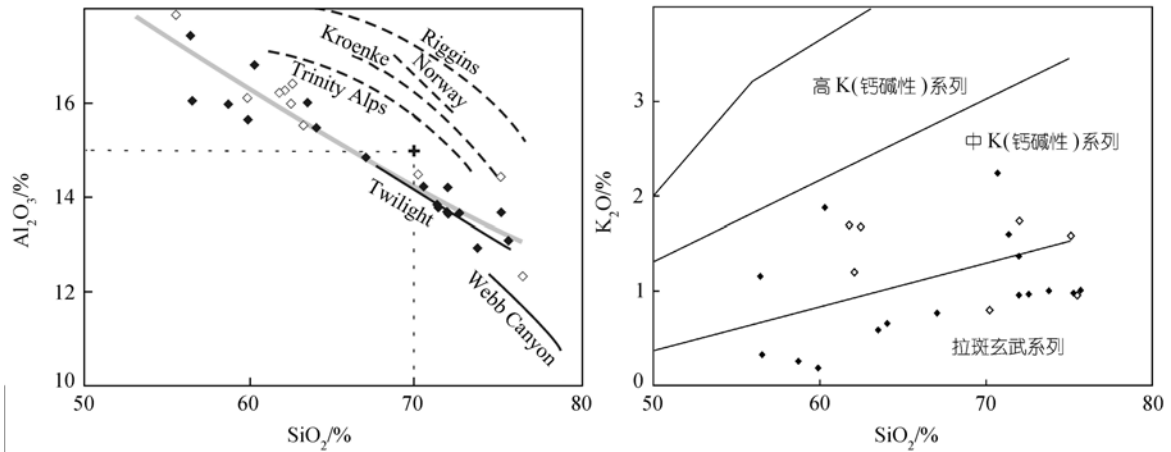 Al₂O₃/%
16
14
12
10
50
60
70
80
SiO₂/%
Riggins
Kroenke
Norway
Trinity Alps
Twilight
Webb Canyon
K₂O/%
3
2
1
0
50
60
70
80
SiO₂/%
高K(钙碱性)系列
中K(钙碱性)系列
拉斑玄武系列